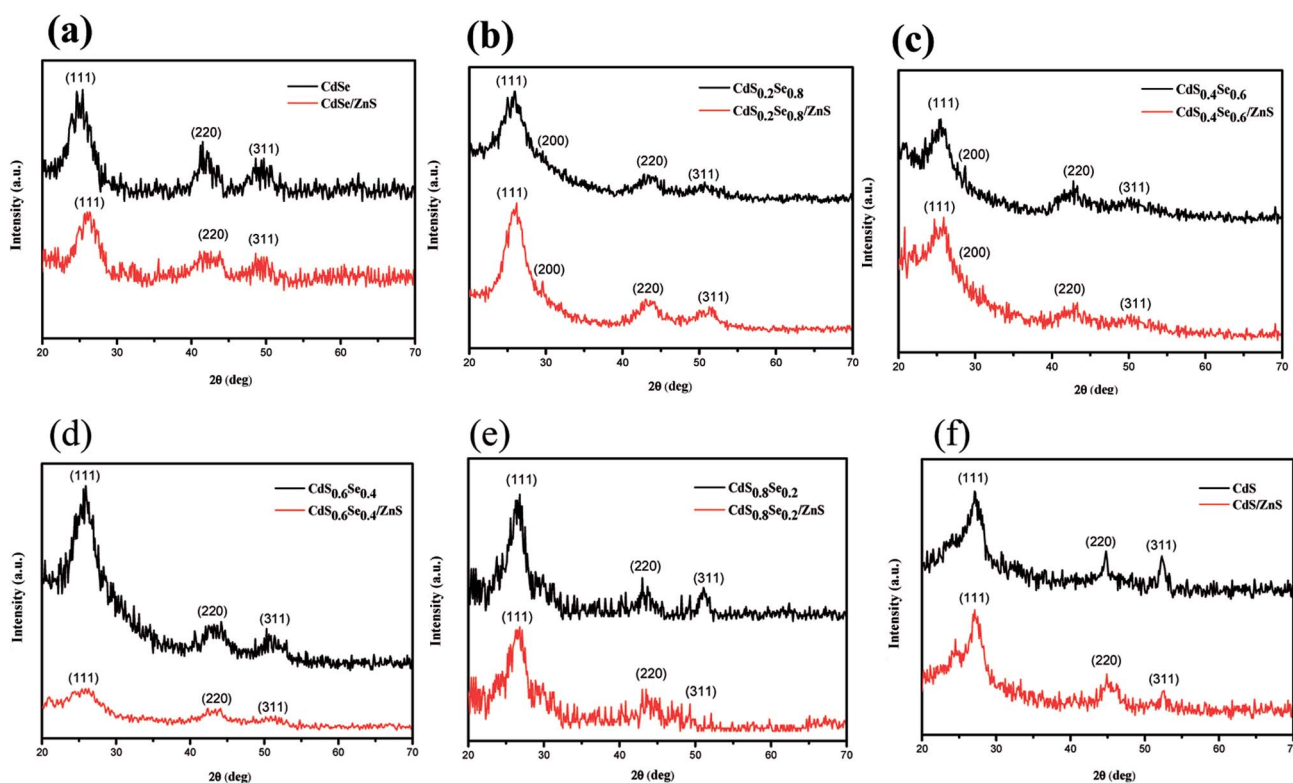 (a)
(111)
CdSe
CdSe/ZnS
(220)
(311)
(111)
(220)
(311)
Intensity (a.u.)
20 30 40 50 60 70
2θ (deg)
(b)
(111)
CdS0.2Se0.8
CdS0.2Se0.8/ZnS
(200)
(220)
(311)
(111)
(200)
(220)
(311)
Intensity (a.u.)
20 30 40 50 60 70
2θ (deg)
(c)
(111)
CdS0.4Se0.6
CdS0.4Se0.6/ZnS
(200)
(220)
(311)
(111)
(200)
(220)
(311)
Intensity (a.u.)
20 30 40 50 60 70
2θ (deg)
(d)
(111)
CdS0.6Se0.4
CdS0.6Se0.4/ZnS
(220)
(311)
(111)
(220)
(311)
Intensity (a.u.)
20 30 40 50 60 70
2θ (deg)
(e)
(111)
CdS0.8Se0.2
CdS0.8Se0.2/ZnS
(220)
(311)
(111)
(220)
(311)
Intensity (a.u.)
20 30 40 50 60 70
2θ (deg)
(f)
(111)
CdS
CdS/ZnS
(220)
(311)
(111)
(220)
(311)
Intensity (a.u.)
20 30 40 50 60 70
2θ (deg)